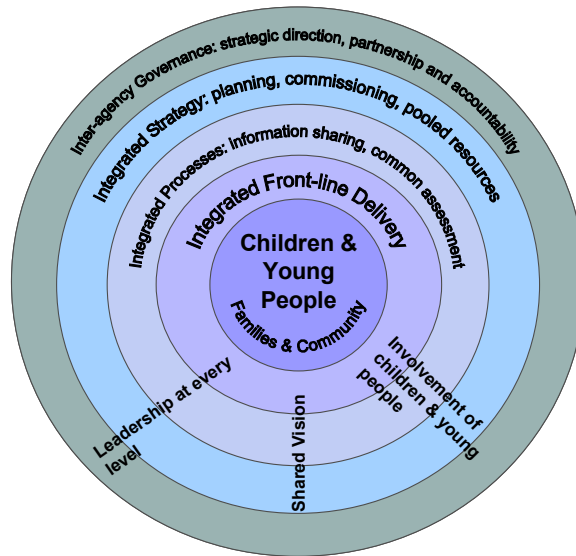 Inter-agency Governance: strategic direction, partnership and accountability
Integrated Strategy: planning, commissioning, pooled resources
Integrated Processes: information sharing, common assessment
Integrated Front-line Delivery
Children &
Young
People
Families & Community
Leadership at every
level
Shared Vision
Involvement of
children & young
people